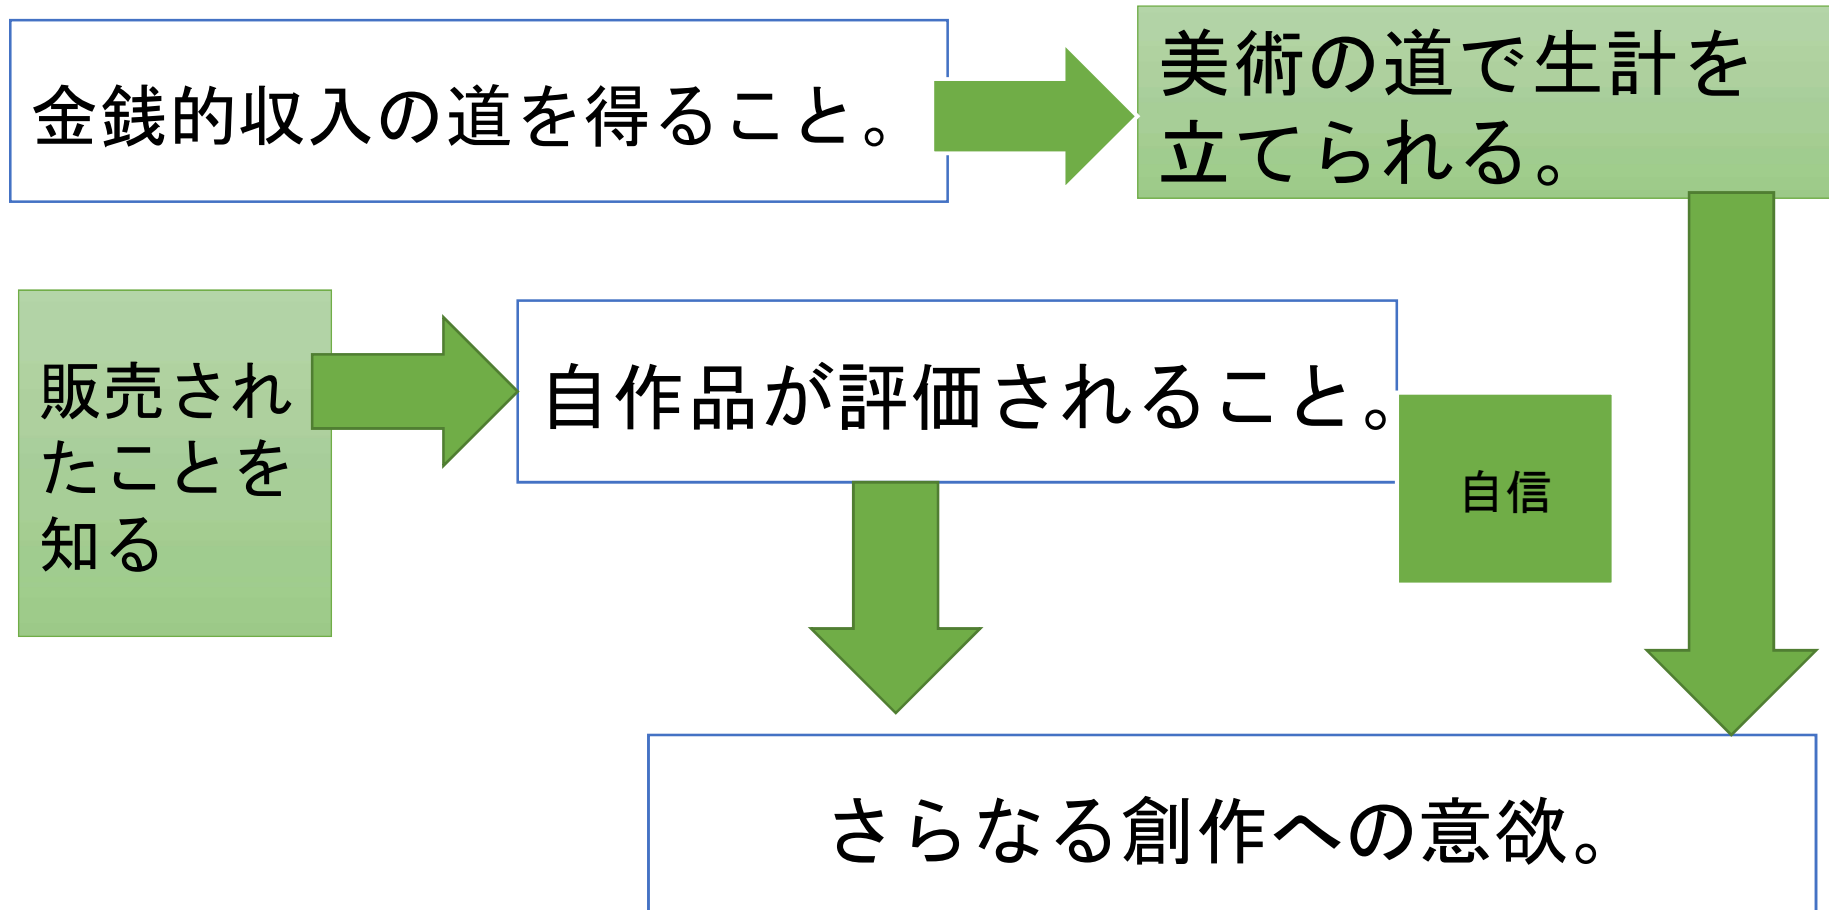 金銭的収入の道を得ること。
美術の道で生計を
立てられる。
販売され
たことを
知る
自作品が評価されること。
自信
さらなる創作への意欲。